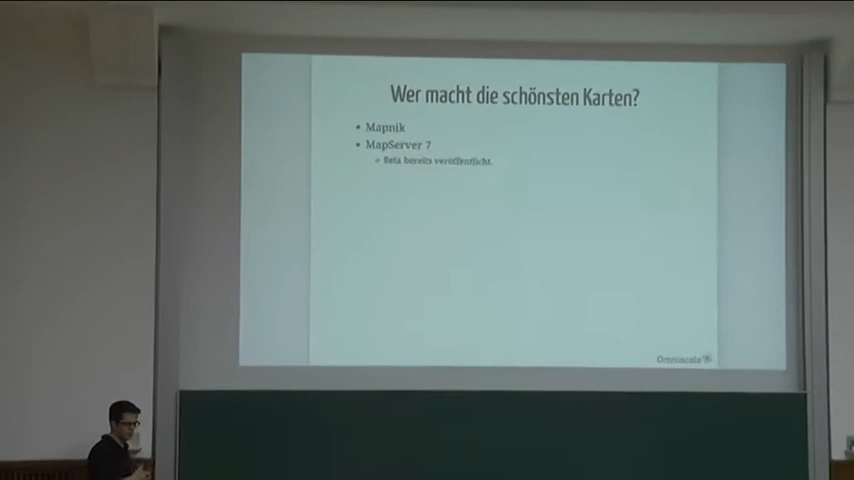 Wer macht die schönsten Karten?
• Mapnik
• MapServer 7
○ Beta bereits veröffentlicht.
Omniscale